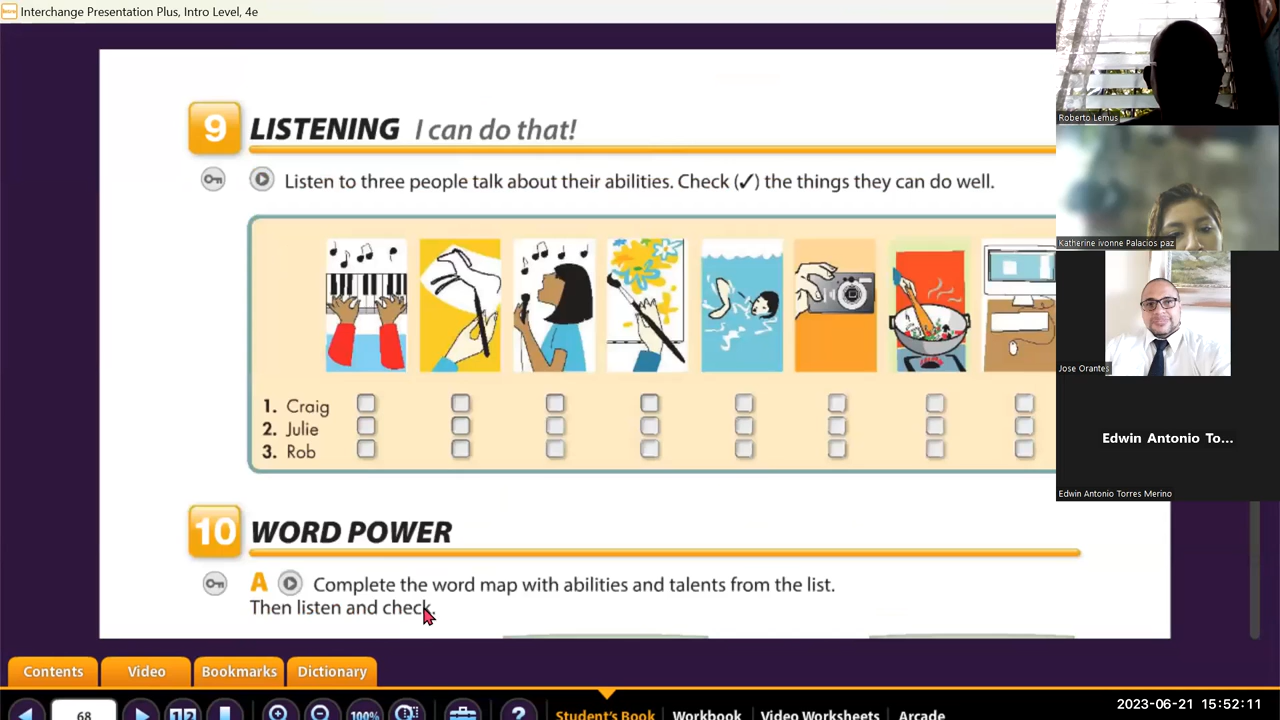 Interchange Presentation Plus, Intro Level, 4e
9 LISTENING I can do that!
Listen to three people talk about their abilities. Check (✓) the things they can do well.
1. Craig
2. Julie
3. Rob
10 WORD POWER
A Complete the word map with abilities and talents from the list.
Then listen and check.
Roberto Lemus
Katherine ivonne Palacios paz
Jose Orantes
Edwin Antonio To...
Edwin Antonio Torres Merino
Contents Video Bookmarks Dictionary
2023-06-21 15:52:11
68 100% ? Student's Book Workbook Video Worksheets Arcade